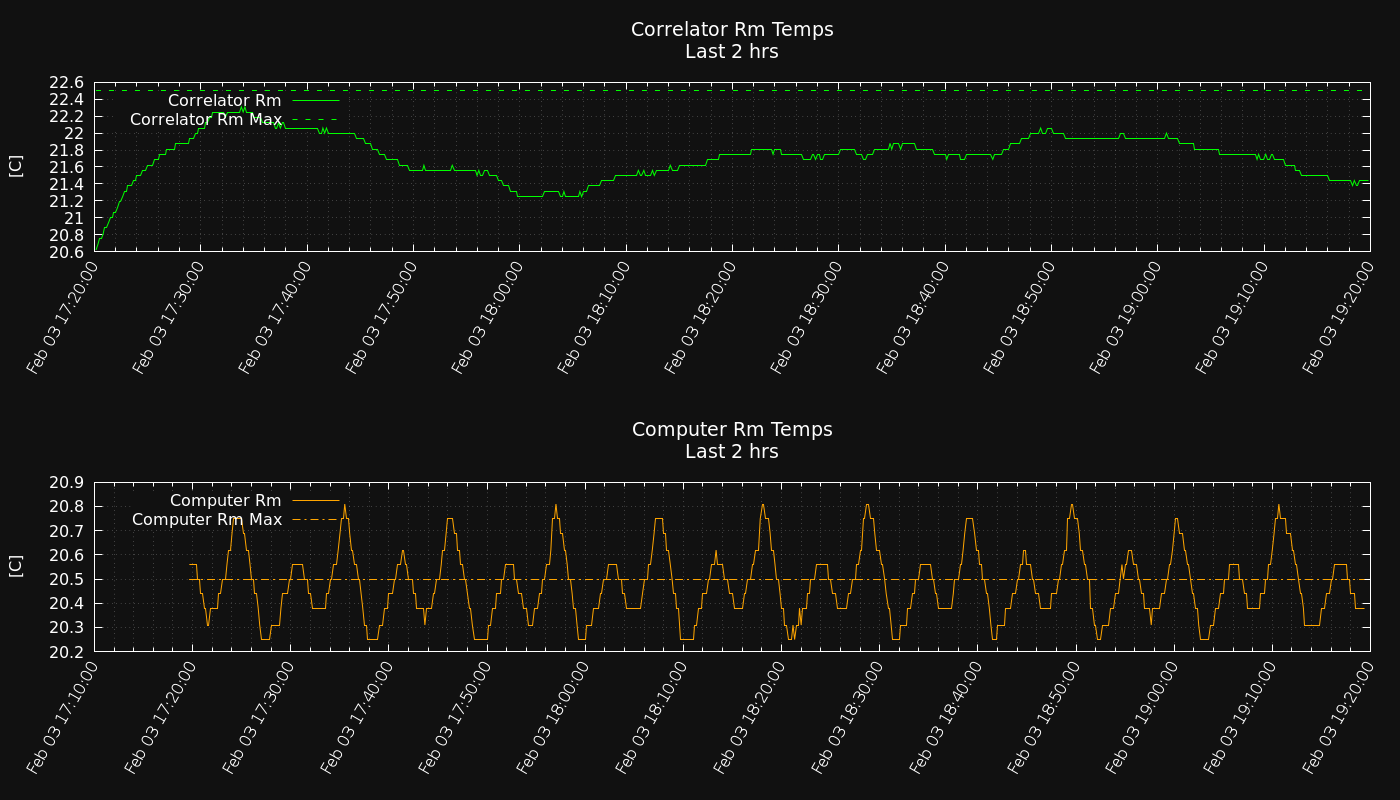 Correlator Rm Temps
Last 2 hrs
22.6
22.4
22.2
22
21.8
21.6
21.4
21.2
21
20.8
20.6
[C]
Correlator Rm
Correlator Rm Max
Feb 03 17:20:00
Feb 03 17:30:00
Feb 03 17:40:00
Feb 03 17:50:00
Feb 03 18:00:00
Feb 03 18:10:00
Feb 03 18:20:00
Feb 03 18:30:00
Feb 03 18:40:00
Feb 03 18:50:00
Feb 03 19:00:00
Feb 03 19:10:00
Feb 03 19:20:00
Computer Rm Temps
Last 2 hrs
20.9
20.8
20.7
20.6
20.5
20.4
20.3
20.2
[C]
Computer Rm
Computer Rm Max
Feb 03 17:10:00
Feb 03 17:20:00
Feb 03 17:30:00
Feb 03 17:40:00
Feb 03 17:50:00
Feb 03 18:00:00
Feb 03 18:10:00
Feb 03 18:20:00
Feb 03 18:30:00
Feb 03 18:40:00
Feb 03 18:50:00
Feb 03 19:00:00
Feb 03 19:10:00
Feb 03 19:20:00